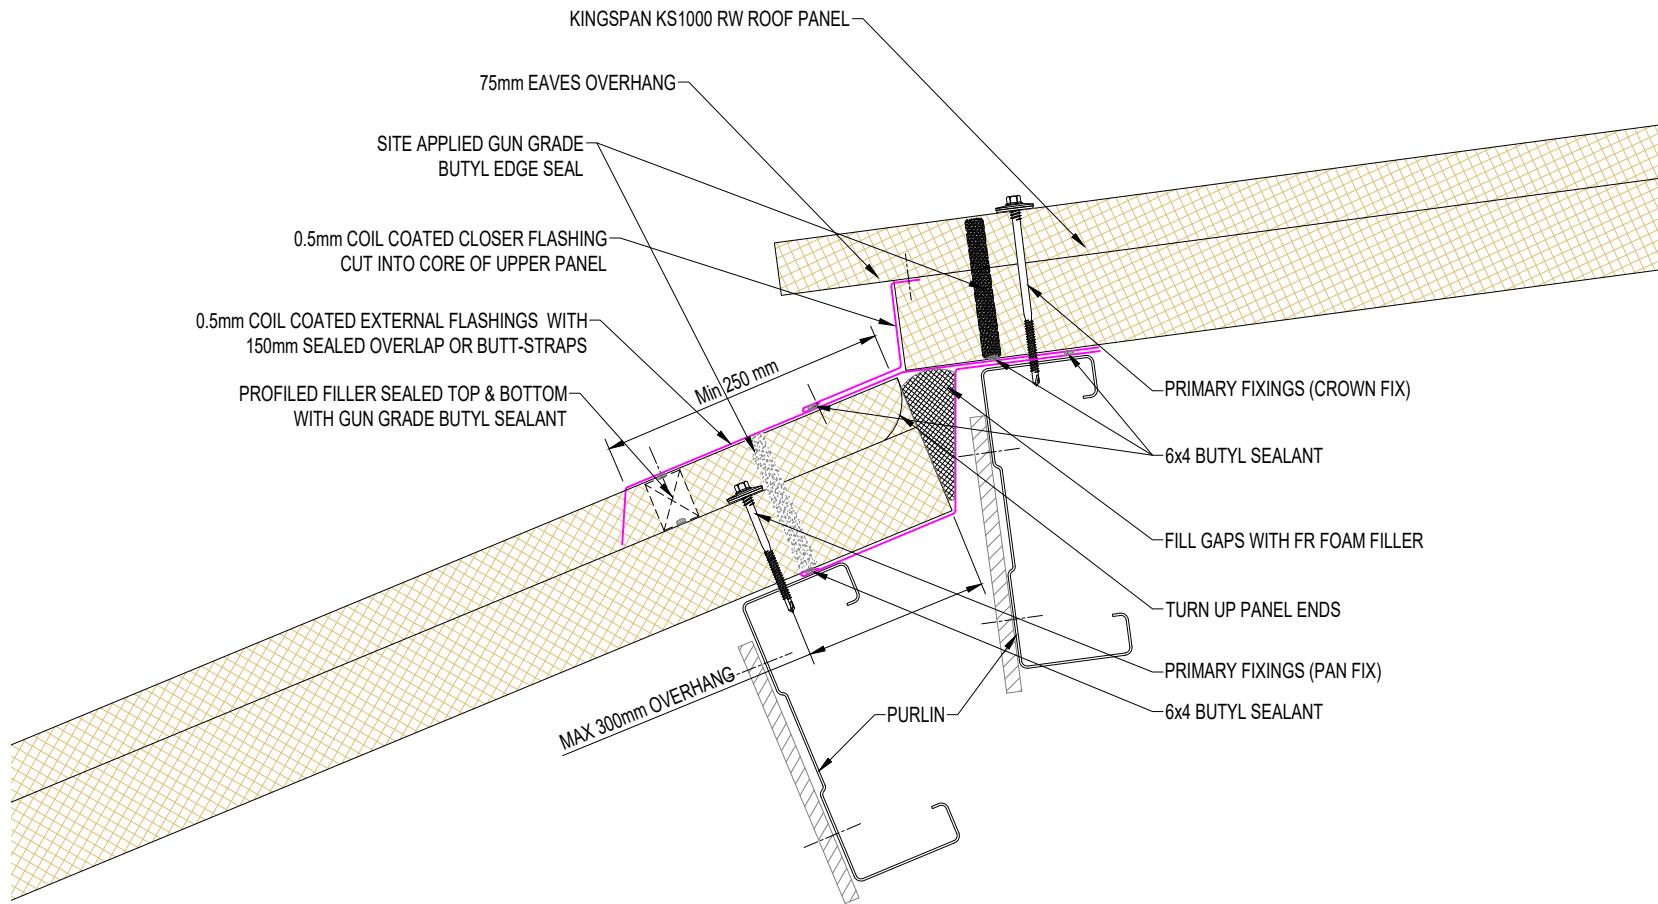 KINGSPAN KS1000 RW ROOF PANEL
75mm EAVES OVERHANG
SITE APPLIED GUN GRADE
BUTYL EDGE SEAL
0.5mm COIL COATED CLOSER FLASHING
CUT INTO CORE OF UPPER PANEL
0.5mm COIL COATED EXTERNAL FLASHINGS WITH
150mm SEALED OVERLAP OR BUTT-STRAPS
PROFILED FILLER SEALED TOP & BOTTOM
WITH GUN GRADE BUTYL SEALANT
Min 250 mm
PRIMARY FIXINGS (CROWN FIX)
6x4 BUTYL SEALANT
FILL GAPS WITH FR FOAM FILLER
TURN UP PANEL ENDS
PRIMARY FIXINGS (PAN FIX)
6x4 BUTYL SEALANT
PURLIN
MAX 300mm OVERHANG